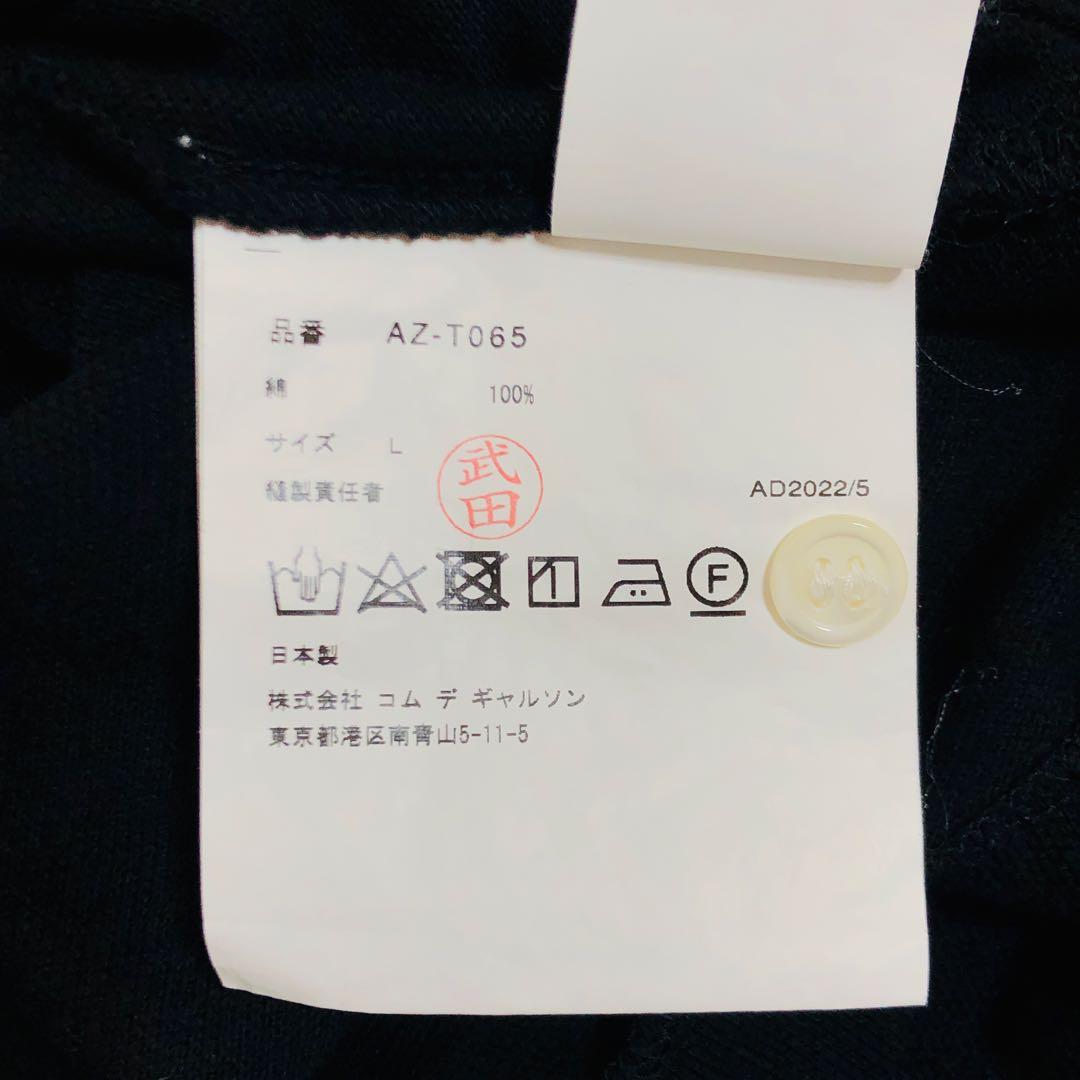 品番 AZ-T065
綿 100%
サイズ L
縫製責任者 武田
AD2022/5
F
日本製
株式会社 コム デ ギャルソン
東京都港区南青山5-11-5